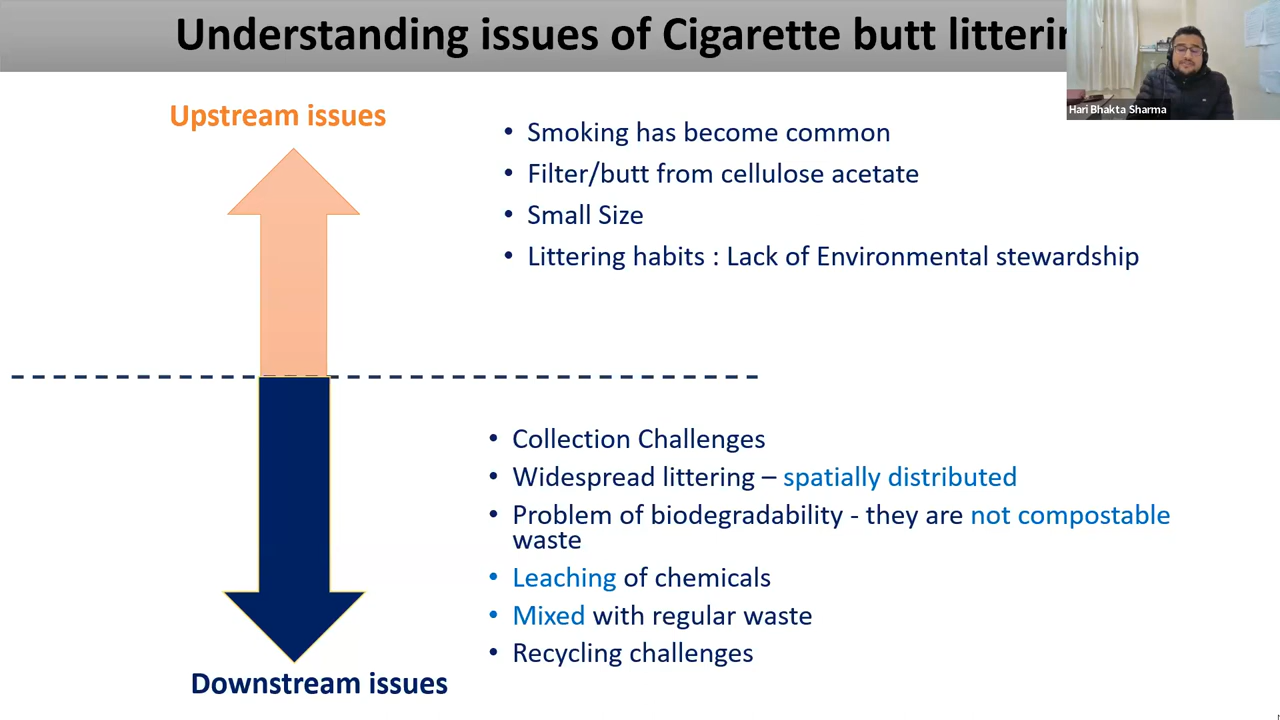 Understanding issues of Cigarette butt litterin
Hari Bhakta Sharma
Upstream issues
• Smoking has become common
• Filter/butt from cellulose acetate
• Small Size
• Littering habits : Lack of Environmental stewardship
• Collection Challenges
• Widespread littering – spatially distributed
• Problem of biodegradability - they are not compostable
waste
• Leaching of chemicals
• Mixed with regular waste
• Recycling challenges
Downstream issues